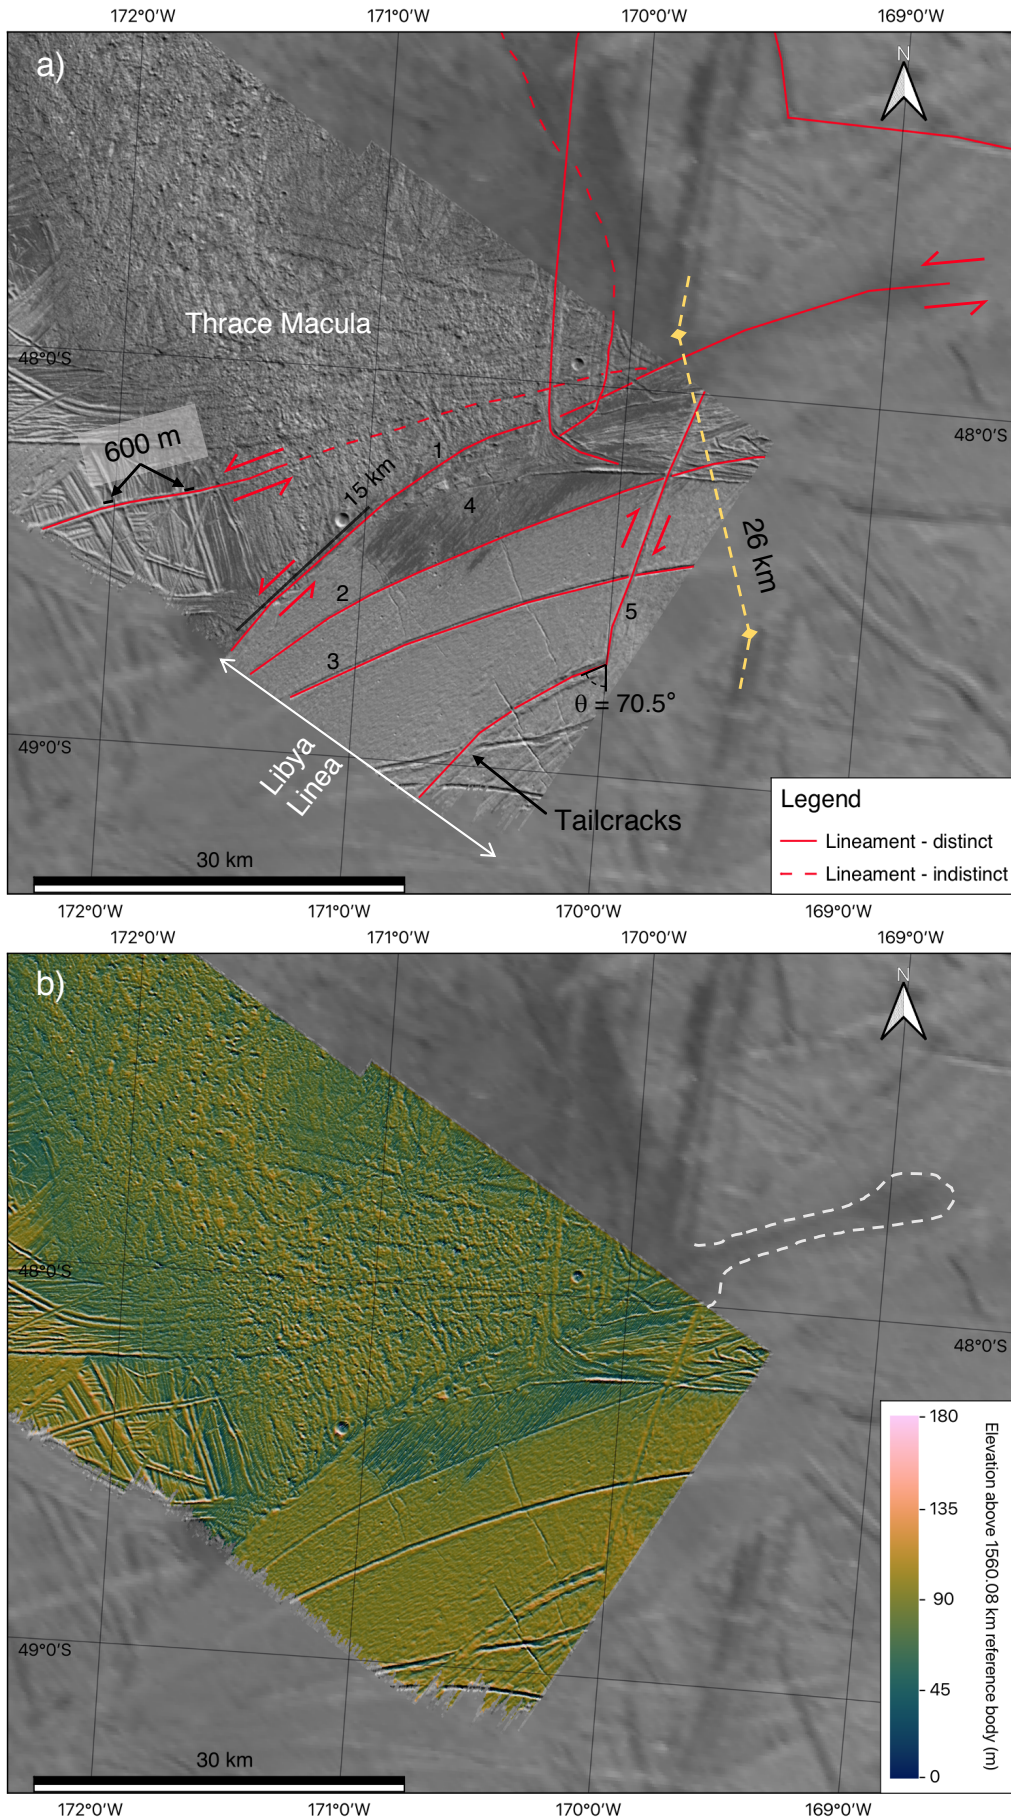 172°0'W 171°0'W 170°0'W 169°0'W
a)
N
Thrace Macula
48°0'S
600 m
1
15 km
4
48°0'S
26 km
2
5
3
θ = 70.5°
49°0'S
Libya
Linea
Tailcracks
Legend
Lineament - distinct
Lineament - indistinct
30 km
172°0'W 171°0'W 170°0'W 169°0'W
172°0'W 171°0'W 170°0'W 169°0'W
b)
N
48°0'S
48°0'S
180
135
90
45
0
Elevation above 1560.08 km reference body (m)
49°0'S
30 km
172°0'W 171°0'W 170°0'W 169°0'W